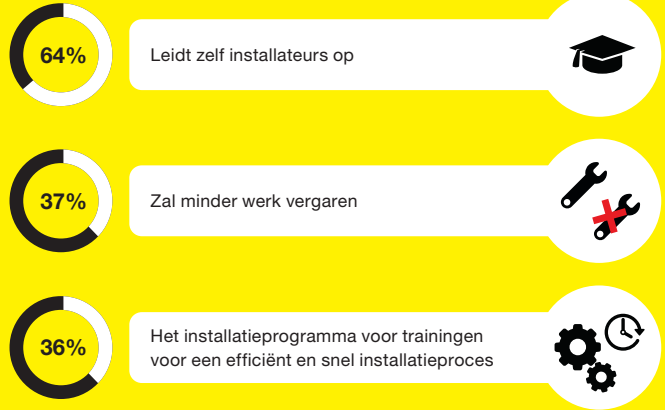 64%
Leidt zelf installateurs op
37%
Zal minder werk vergaren
36%
Het installatieprogramma voor trainingen
voor een efficiënt en snel installatieproces